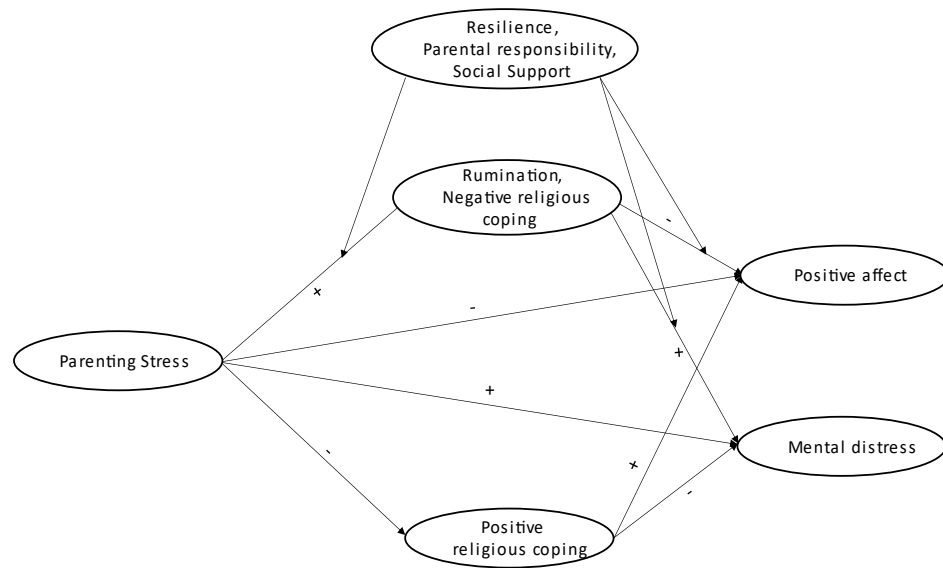 Resilience,
Parental responsibility,
Social Support
Rumination,
Negative religious
coping
-
Positive affect
+
-
Parenting Stress
+
+
Mental distress
-
+
-
Positive
religious coping